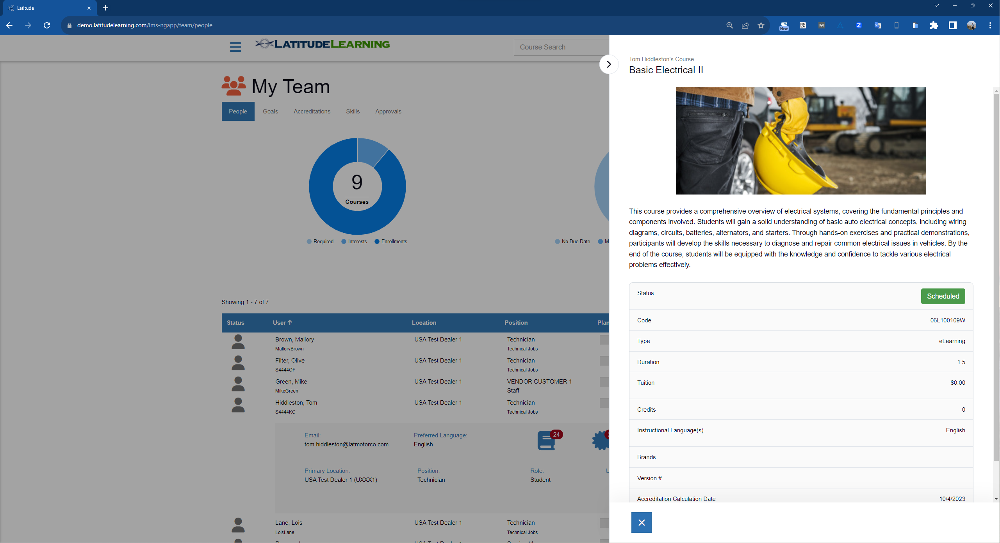 Latitude
demo.latitudelearning.com/lms-ngapp/team/people
New
LATITUDELEARNING
Course Search
My Team
People
Goals
Accreditations
Skills
Approvals
9
Courses
Required
Interests
Enrollments
No Due Date
M
Showing 1 - 7 of 7
Status
User
Location
Position
Plan
Brown, Mallory
USA Test Dealer 1
Technician
MalloryBrown
Technical Jobs
Filter, Olive
USA Test Dealer 1
Technician
S4444OF
Technical Jobs
Green, Mike
USA Test Dealer 1
VENDOR CUSTOMER 1
MikeGreen
Staff
Hiddleston, Tom
USA Test Dealer 1
Technician
S4444KC
Technical Jobs
Email:
Preferred Language:
24
tom.hiddleston@latmotorco.com
English
Primary Location:
Position:
Role:
U
USA Test Dealer 1 (UXXX1)
Technician
Student
Lane, Lois
USA Test Dealer 1
Technician
LoisLane
Technical Jobs
Tom Hiddleston's Course
Basic Electrical II
This course provides a comprehensive overview of electrical systems, covering the fundamental principles and
components involved. Students will gain a solid understanding of basic auto electrical concepts, including wiring
diagrams, circuits, batteries, alternators, and starters. Through hands-on exercises and practical demonstrations,
participants will develop the skills necessary to diagnose and repair common electrical issues in vehicles. By the
end of the course, students will be equipped with the knowledge and confidence to tackle various electrical
problems effectively.
Status
Scheduled
Code
06L100109W
Type
eLearning
Duration
1.5
Tuition
$0.00
Credits
0
Instructional Language(s)
English
Brands
Version #
Accreditation Calculation Date
10/4/2023